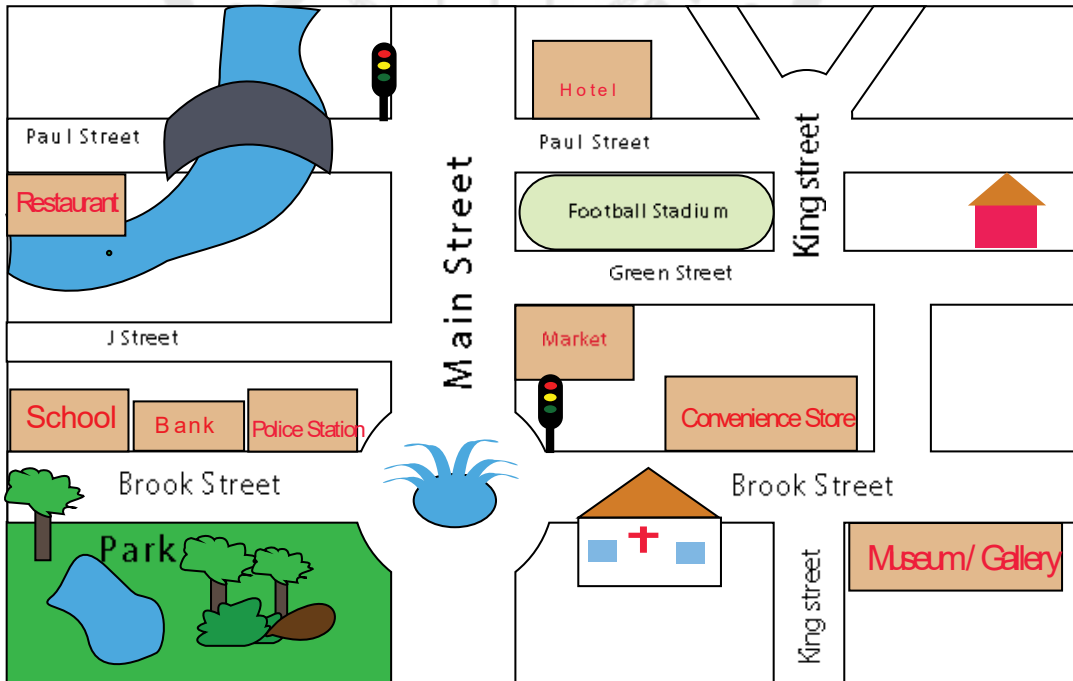 Hotel
Paul Street
Paul Street
Restaurant
Football Stadium
King street
Main Street
Green Street
J Street
Market
School
Bank
Police Station
Convenience Store
Brook Street
Brook Street
Park
Museum/ Gallery
King street